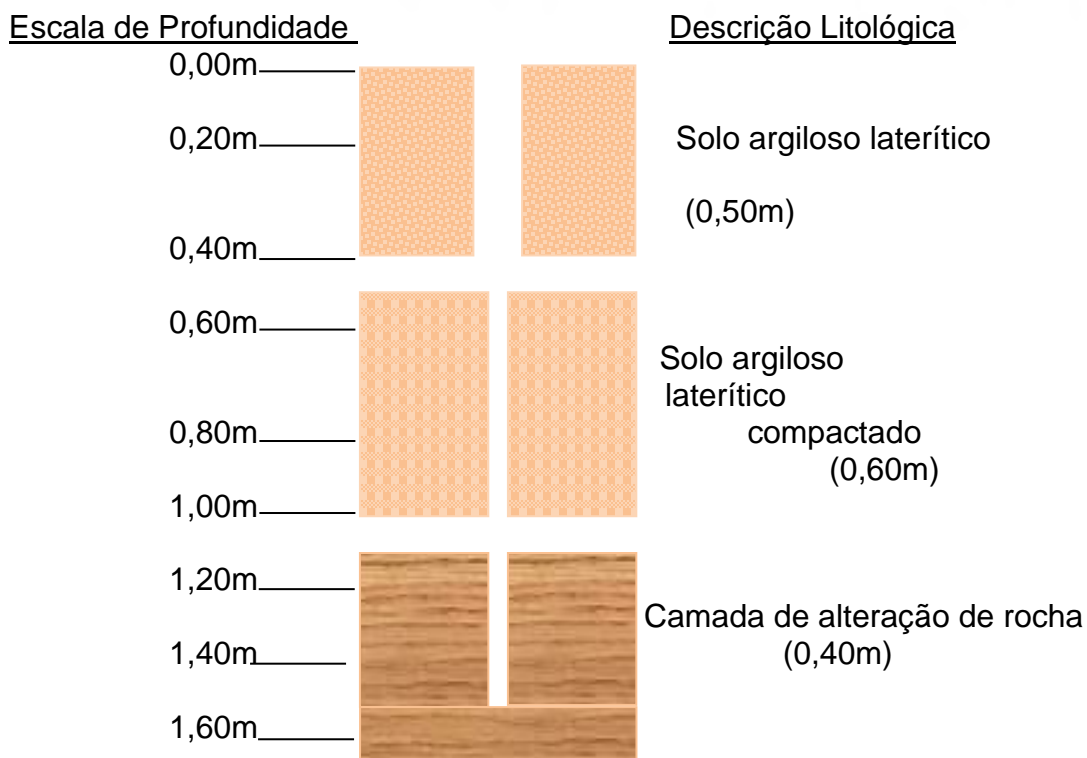 Escala de Profundidade
Descrição Litológica
0,00m
0,20m
Solo argiloso laterítico
(0,50m)
0,40m
0,60m
Solo argiloso
laterítico
0,80m
compactado
(0,60m)
1,00m
1,20m
Camada de alteração de rocha
1,40m
(0,40m)
1,60m